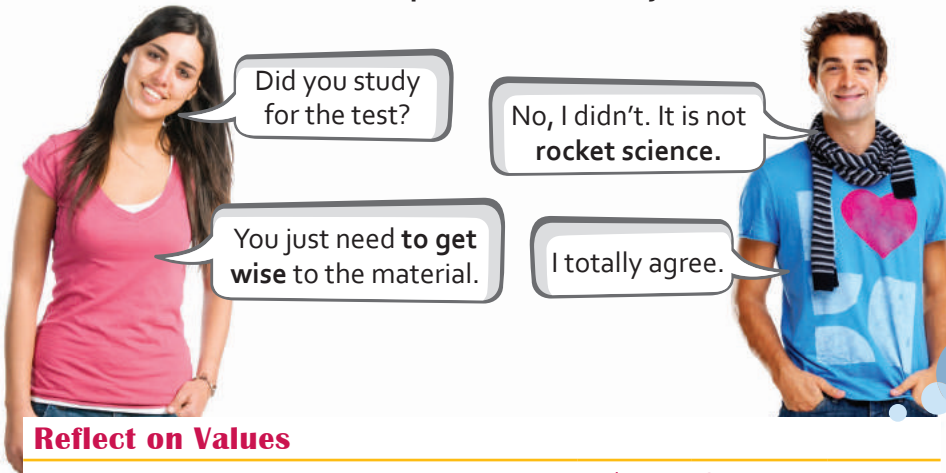 Did you study
for the test?
No, I didn't. It is not
rocket science.
You just need to get
wise to the material.
I totally agree.
Reflect on Values